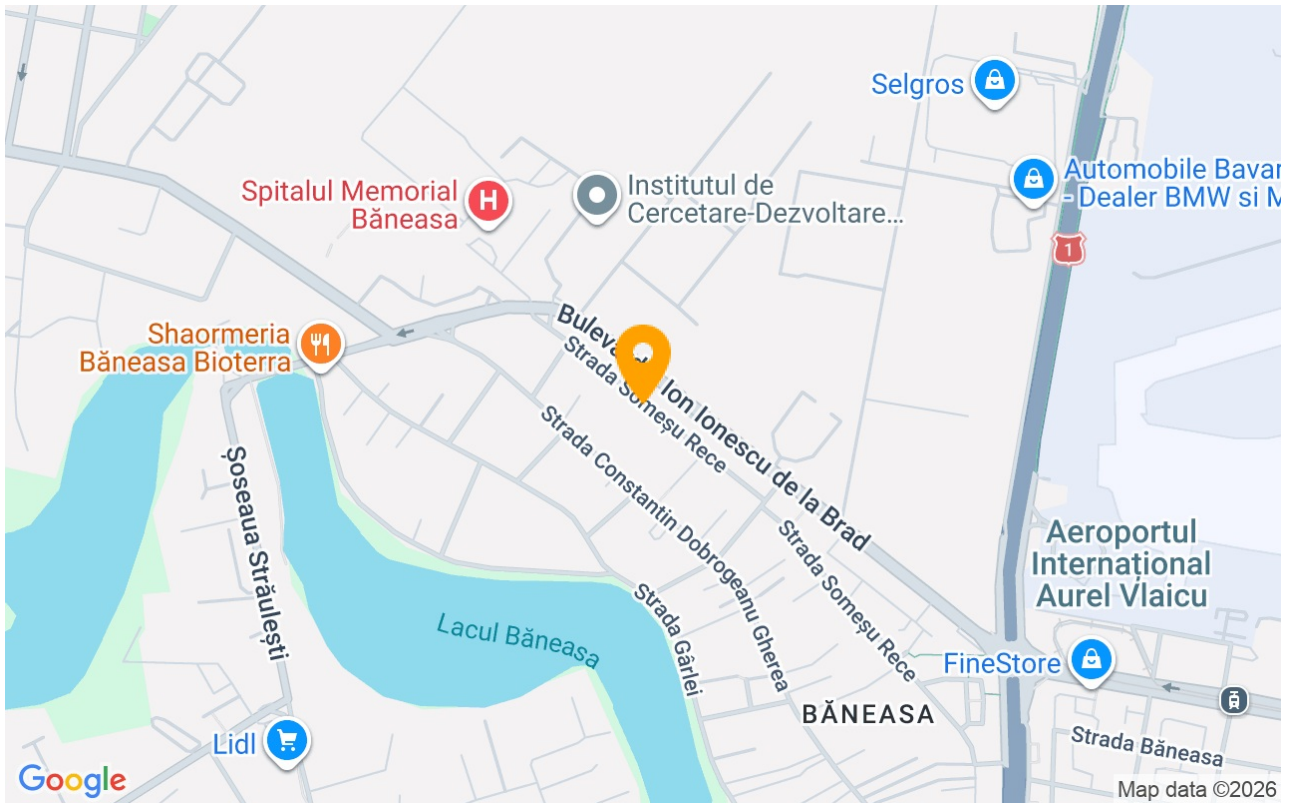 Selgros
Automobile Bavar
- Dealer BMW si M
Institutul de
Cercetare-Dezvoltare...
Spitalul Memorial
Băneasa
1
Shaormeria
Băneasa Bioterra
Ion Ionescu de la Brad
Strada Someșu Rece
Strada Constantin Dobrogeanu Gherea
Șoseaua Străulești
Strada Someșu Rece
Aeroportul
Internațional
Aurel Vlaicu
Strada Gârlei
Lacul Băneasa
FineStore
BĂNEASA
Lidl
Strada Băneasa
Google
Map data ©2026